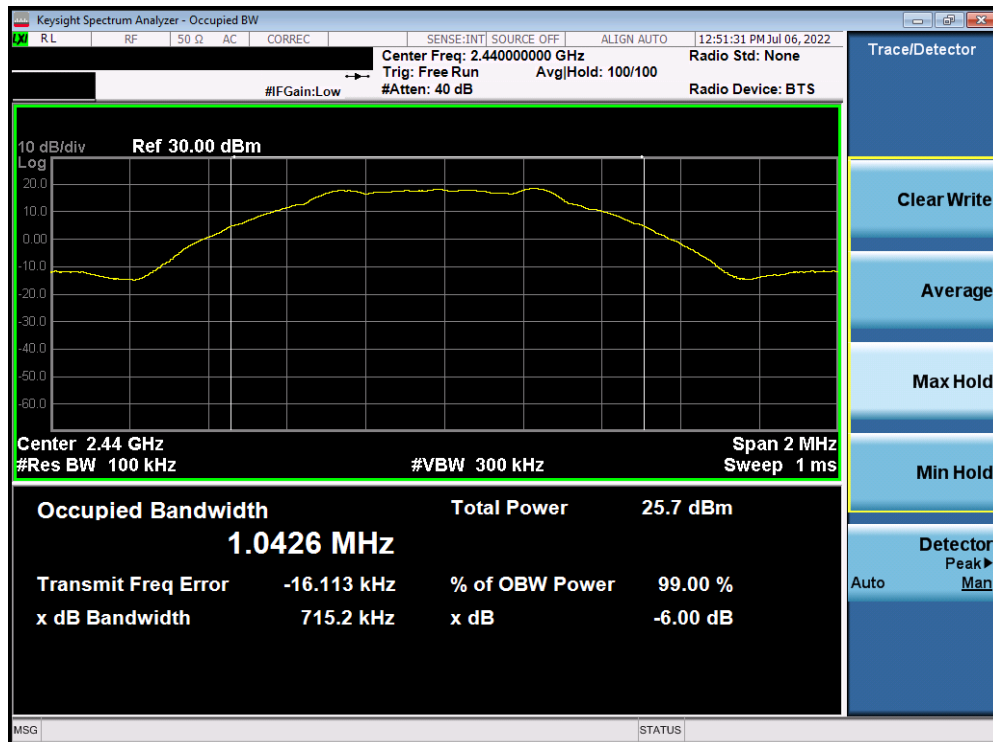 Keysight Spectrum Analyzer - Occupied BW
LXI RL RF 50 Ω AC CORREC SENSE:INT SOURCE OFF ALIGN AUTO 12:51:31 PM Jul 06, 2022
Center Freq: 2.440000000 GHz Radio Std: None
Trig: Free Run Avg|Hold: 100/100
#IFGain:Low #Atten: 40 dB Radio Device: BTS
Trace/Detector
10 dB/div Ref 30.00 dBm
Log
20.0
10.0
0.00
-10.0
-20.0
-30.0
-40.0
-50.0
-60.0
Center 2.44 GHz Span 2 MHz
#Res BW 100 kHz #VBW 300 kHz Sweep 1 ms
Occupied Bandwidth Total Power 25.7 dBm
1.0426 MHz
Transmit Freq Error -16.113 kHz % of OBW Power 99.00 %
x dB Bandwidth 715.2 kHz x dB -6.00 dB
Clear Write
Average
Max Hold
Min Hold
Detector
Peak▶
Auto Man
MSG STATUS